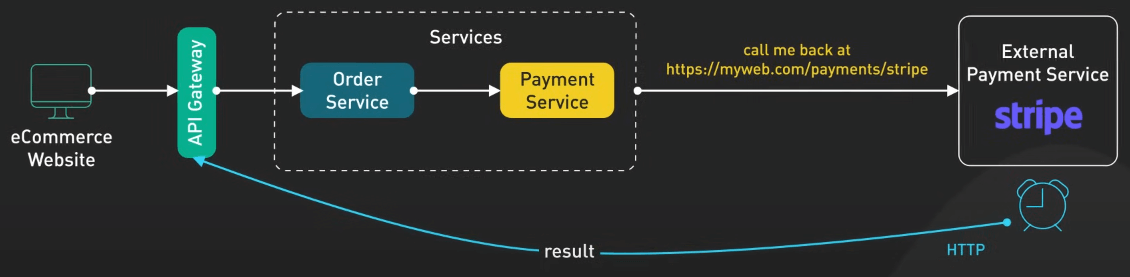 eCommerce
Website
API Gateway
Services
Order
Service
Payment
Service
call me back at
https://myweb.com/payments/stripe
External
Payment Service
stripe
result
HTTP